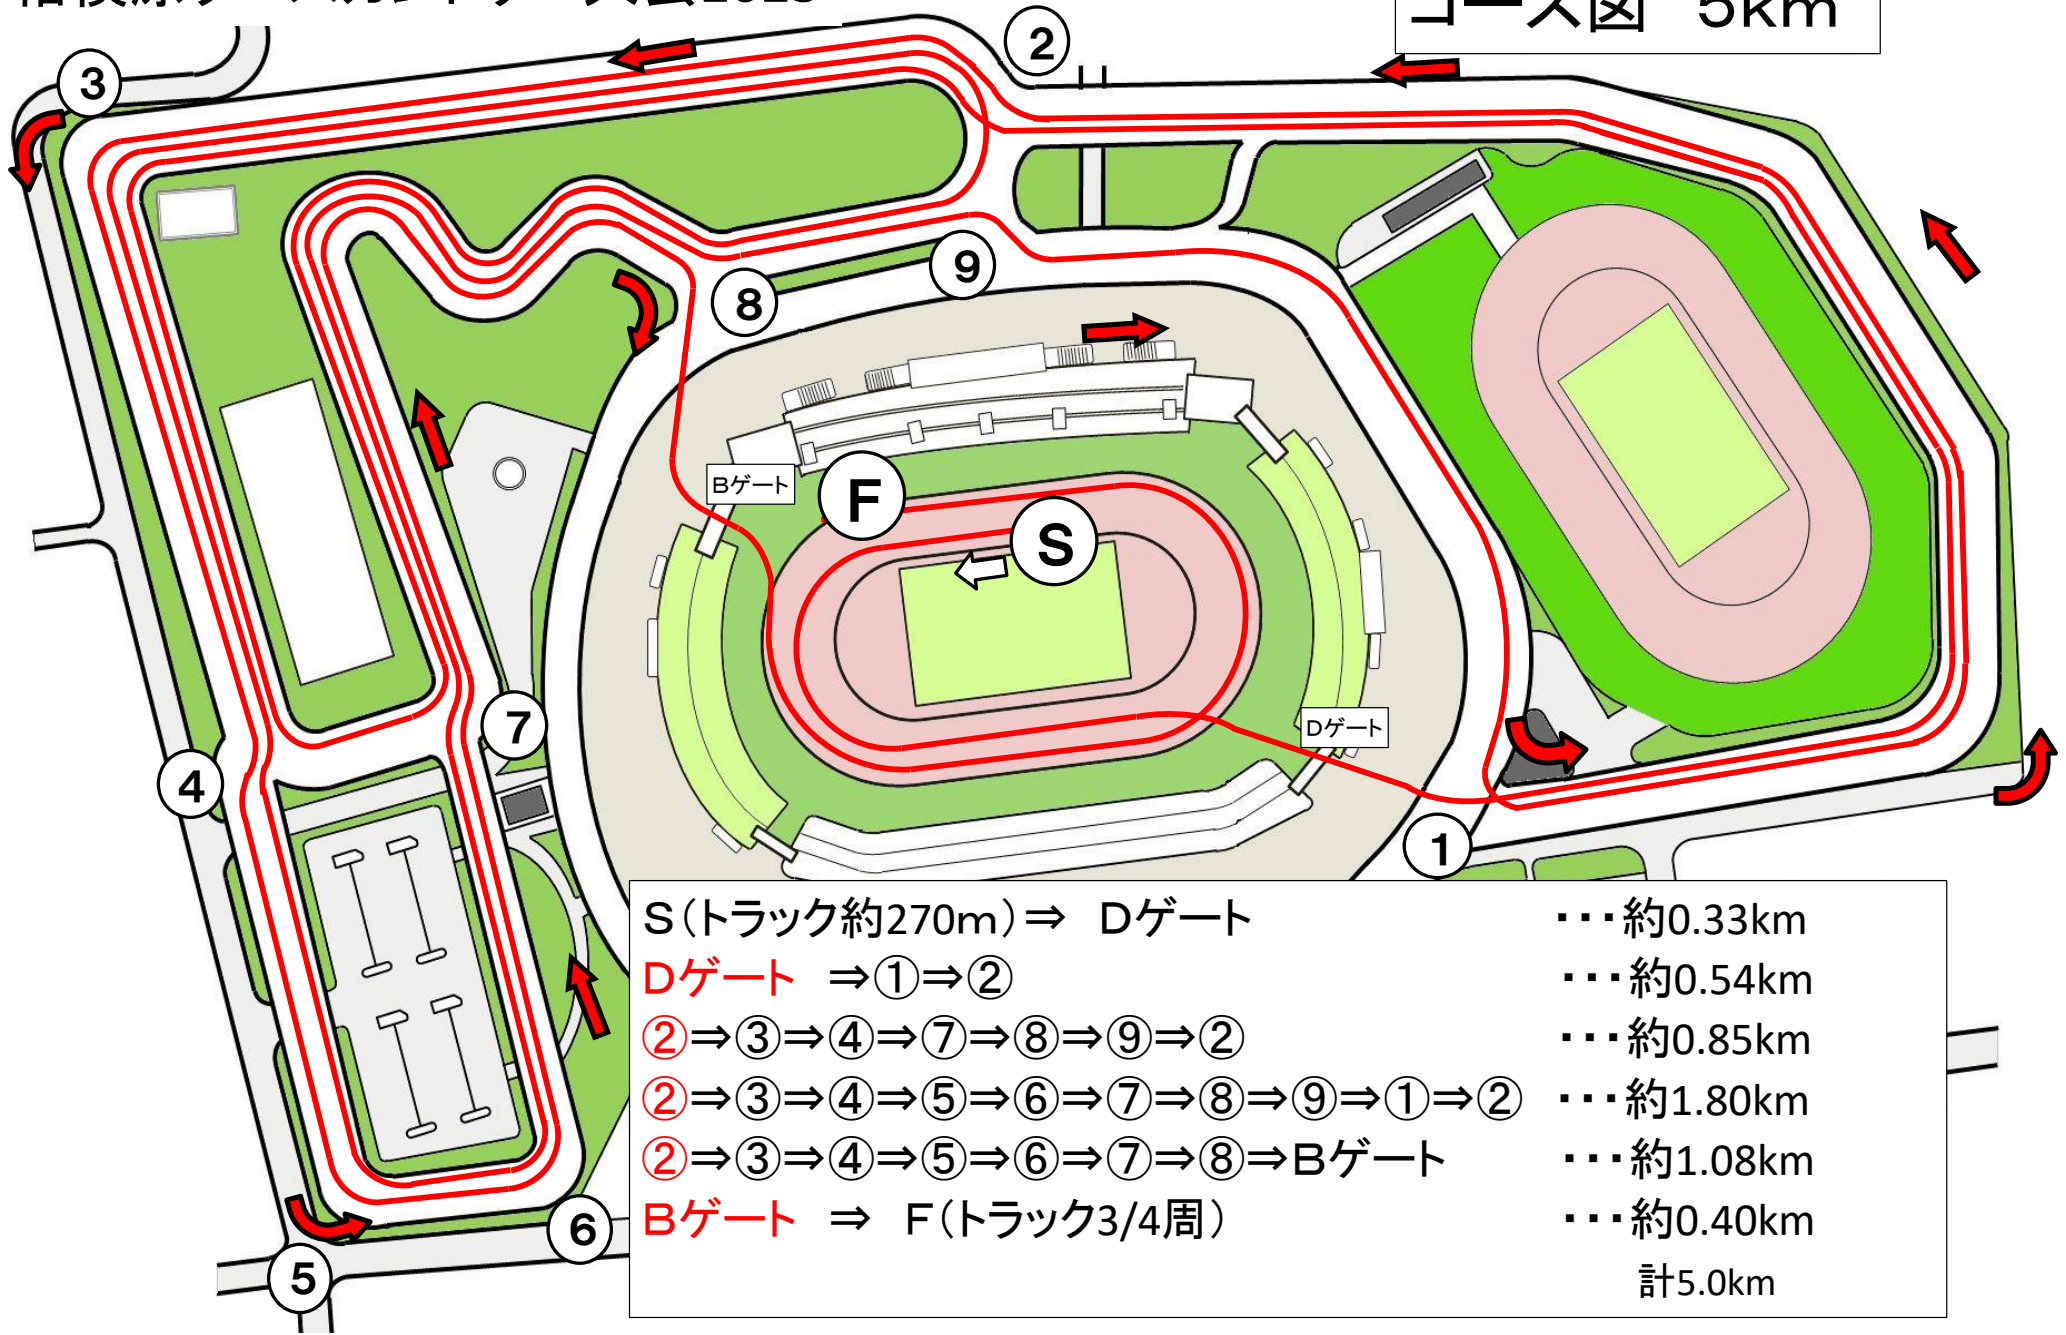 2
コース図 5km
3
9
8
Bゲート
F
S
7
Dゲート
4
1
S(トラック約270m)⇒ Dゲート ・・・約0.33km
Dゲート ⇒①⇒② ・・・約0.54km
②⇒③⇒④⇒⑦⇒⑧⇒⑨⇒② ・・・約0.85km
②⇒③⇒④⇒⑤⇒⑥⇒⑦⇒⑧⇒⑨⇒①⇒② ・・・約1.80km
②⇒③⇒④⇒⑤⇒⑥⇒⑦⇒⑧⇒Bゲート ・・・約1.08km
Bゲート ⇒ F(トラック3/4周) ・・・約0.40km
計5.0km
6
5